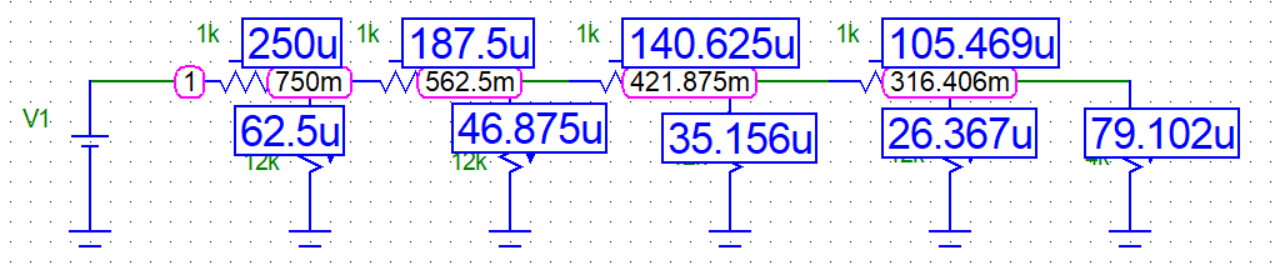 1k 250u 1k 187.5u 1k 140.625u 1k 105.469u
1 750m 562.5m 421.875m 316.406m
V1 62.5u 46.875u 35.156u 26.367u 79.102u
12k 12k